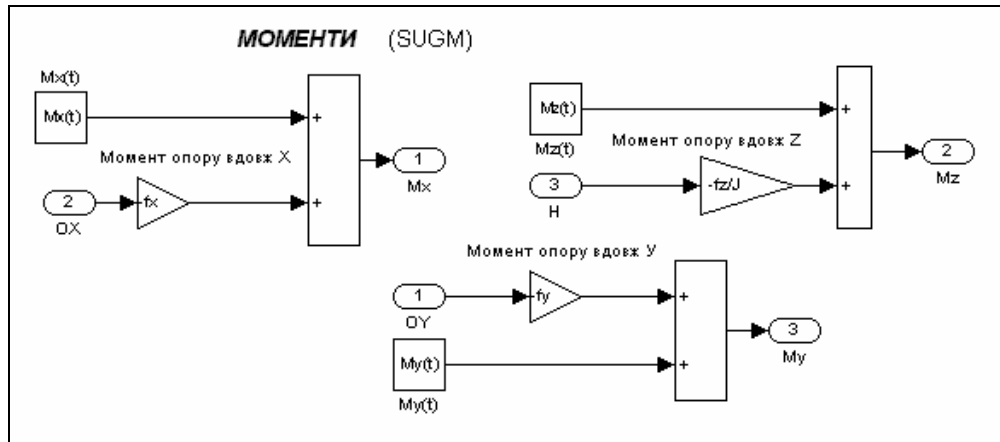 МОМЕНТИ (SUGM)
Mx(t)
Mx(t)
+
Момент опору вдовж X
1
Mx
2
OX
-fx
+
Mz(t)
Mz(t)
+
Момент опору вдовж Z
3
H
-fz/J
+
2
Mz
Момент опору вдовж У
1
OY
-fy
+
My(t)
My(t)
+
3
My